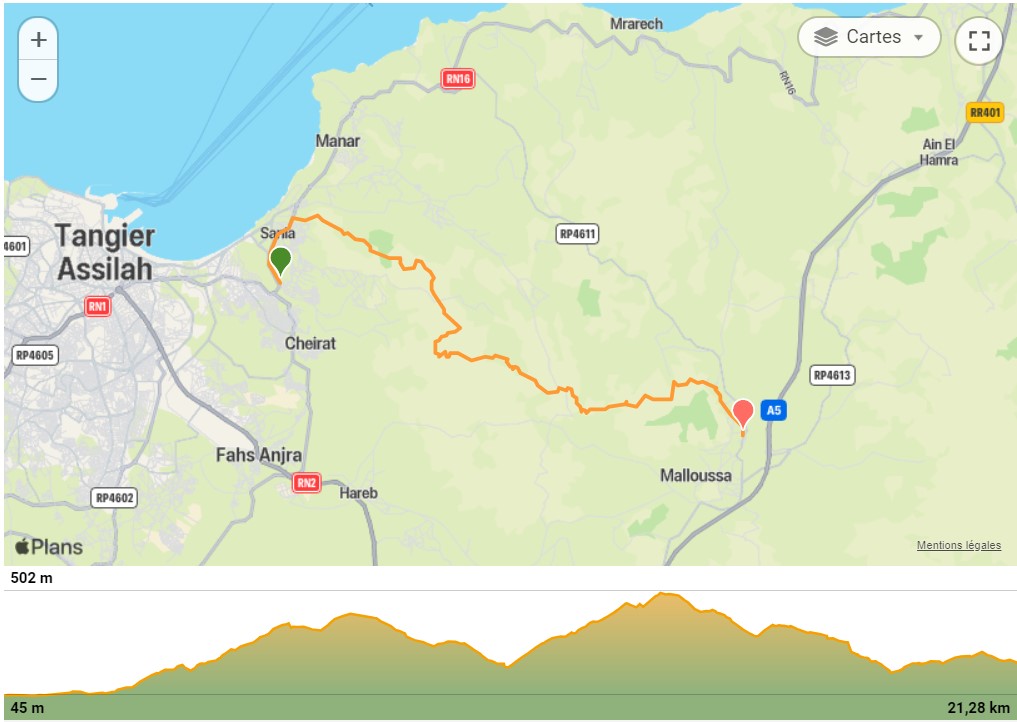 +
Mrarech
Cartes
−
RN16
RN16
RR401
Manar
Ain El
Hamra
Sania
RP4611
4601
Tangier
Assilah
RN1
Cheirat
RP4605
RP4613
A5
Fahs Anjra
Malloussa
RN2
Hareb
RP4602
Plans
Mentions légales
502 m
45 m
21,28 km